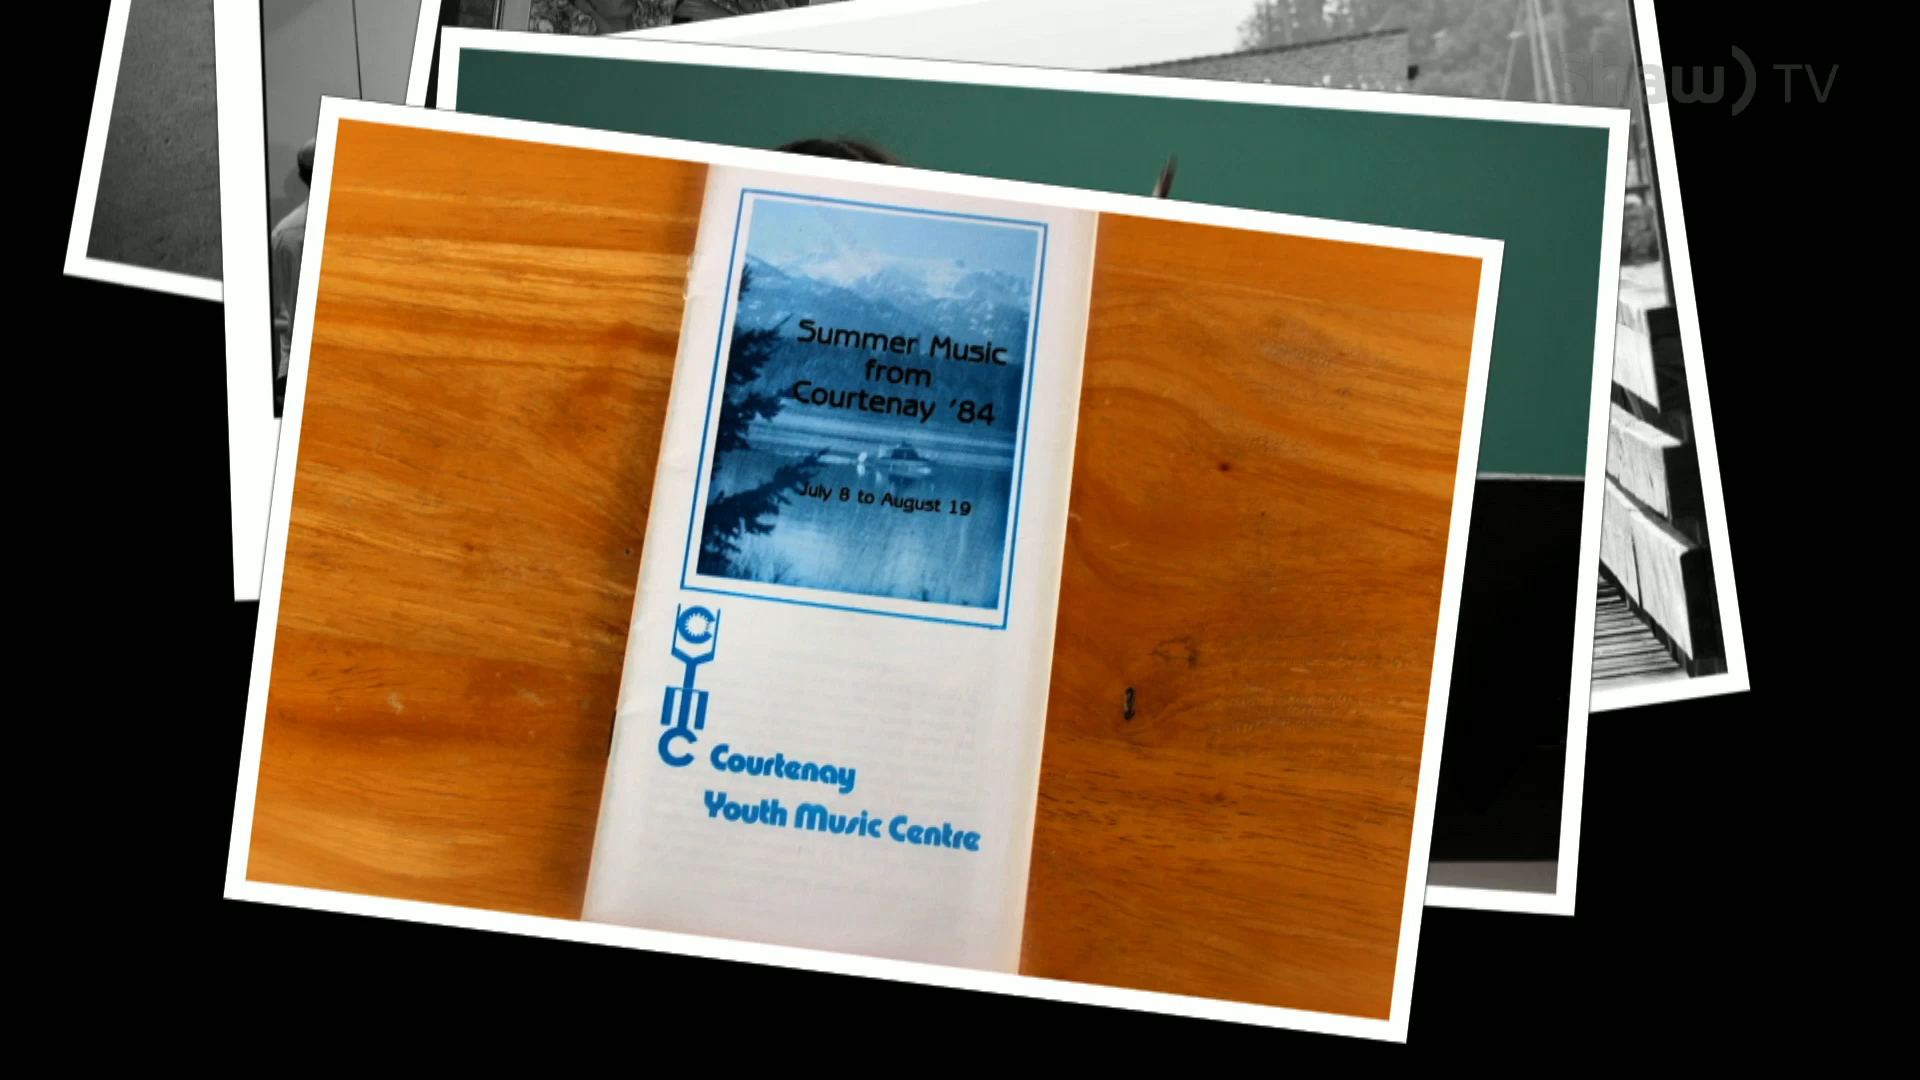 Shaw) TV
Summer Music
from
Courtenay '84
July 8 to August 19
CYMC
Courtenay
Youth Music Centre